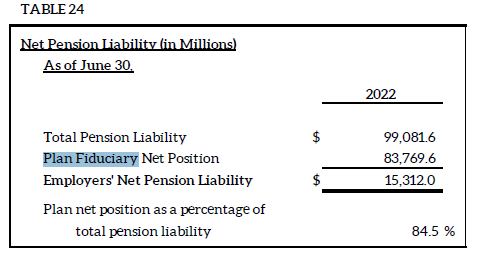 TABLE 24
Net Pension Liability (in Millions)
As of June 30,
2022
Total Pension Liability $ 99,081.6
Plan Fiduciary Net Position 83,769.6
Employers' Net Pension Liability $ 15,312.0
Plan net position as a percentage of
total pension liability 84.5 %